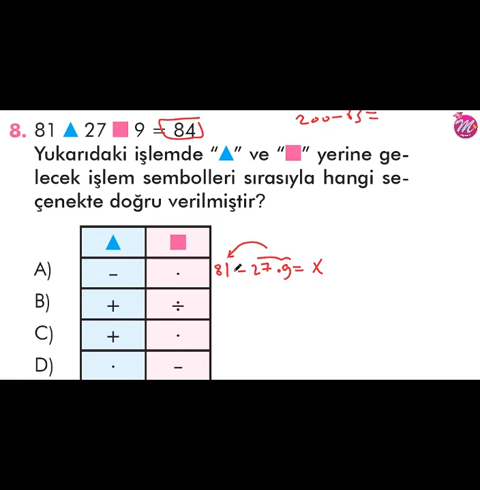 200-
8. 81 ▲ 27 ■ 9 = 84
Yukarıdaki işlemde "▲" ve "■" yerine ge-
lecek işlem sembolleri sırasıyla hangi se-
çenekte doğru verilmiştir?
▲ ■
A) – ·
81 - 27 . 9 = X
B) + ÷
C) + ·
D) · –
M